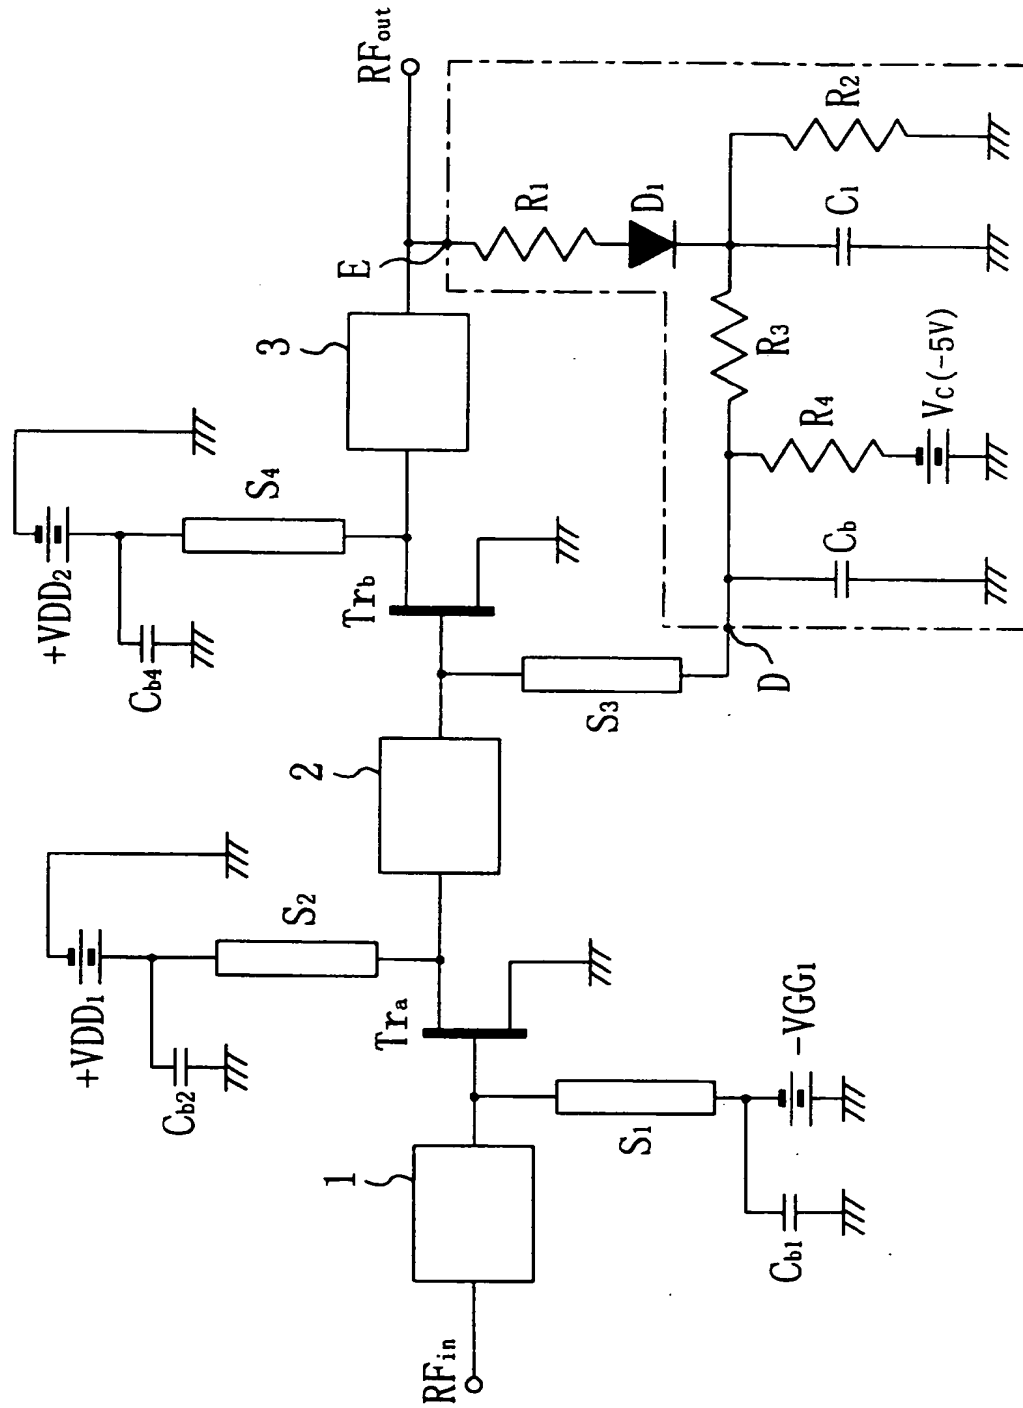 RFin
1
Cb1
S1
-VGG1
Tra
+VDD1
Cb2
S2
2
S3
D
Trb
+VDD2
Cb4
S4
3
E
RFout
R1
D1
R2
C1
R3
R4
Vc(-5V)
Cb